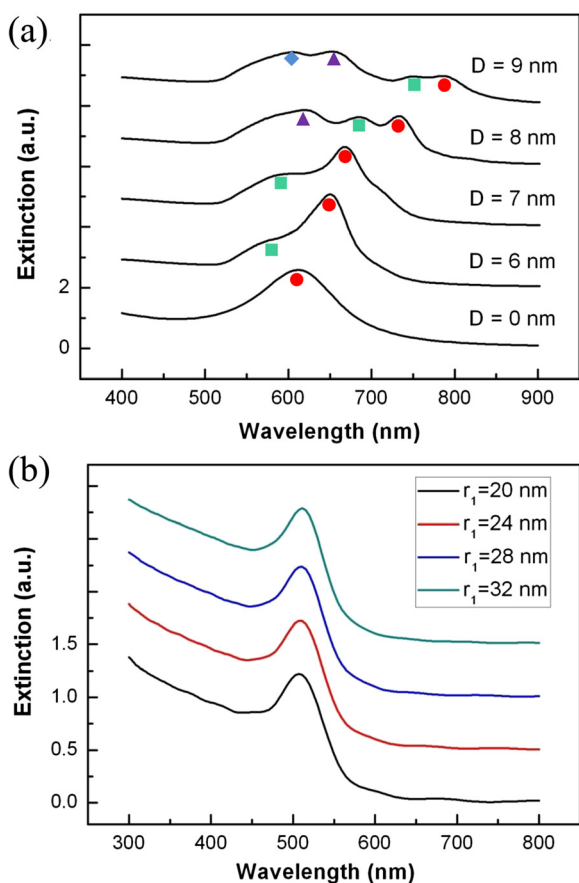 (a)
D = 9 nm
D = 8 nm
D = 7 nm
D = 6 nm
D = 0 nm
Extinction (a.u.)
2
0
400 500 600 700 800 900
Wavelength (nm)
(b)
r₁=20 nm
r₁=24 nm
r₁=28 nm
r₁=32 nm
Extinction (a.u.)
1.5
1.0
0.5
0.0
300 400 500 600 700 800
Wavelength (nm)